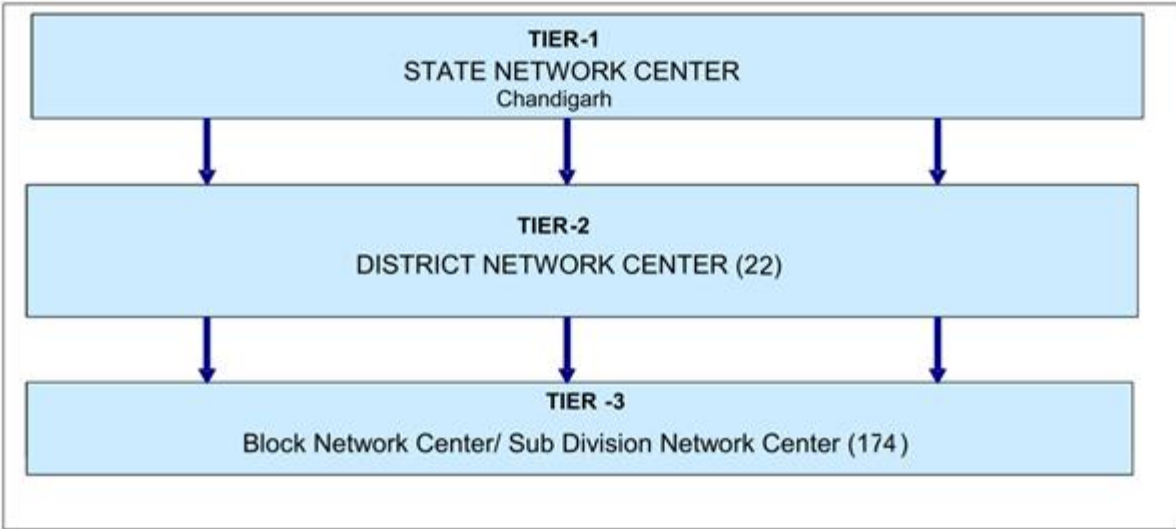 TIER-1
STATE NETWORK CENTER
Chandigarh
TIER-2
DISTRICT NETWORK CENTER (22)
TIER -3
Block Network Center/ Sub Division Network Center (174)